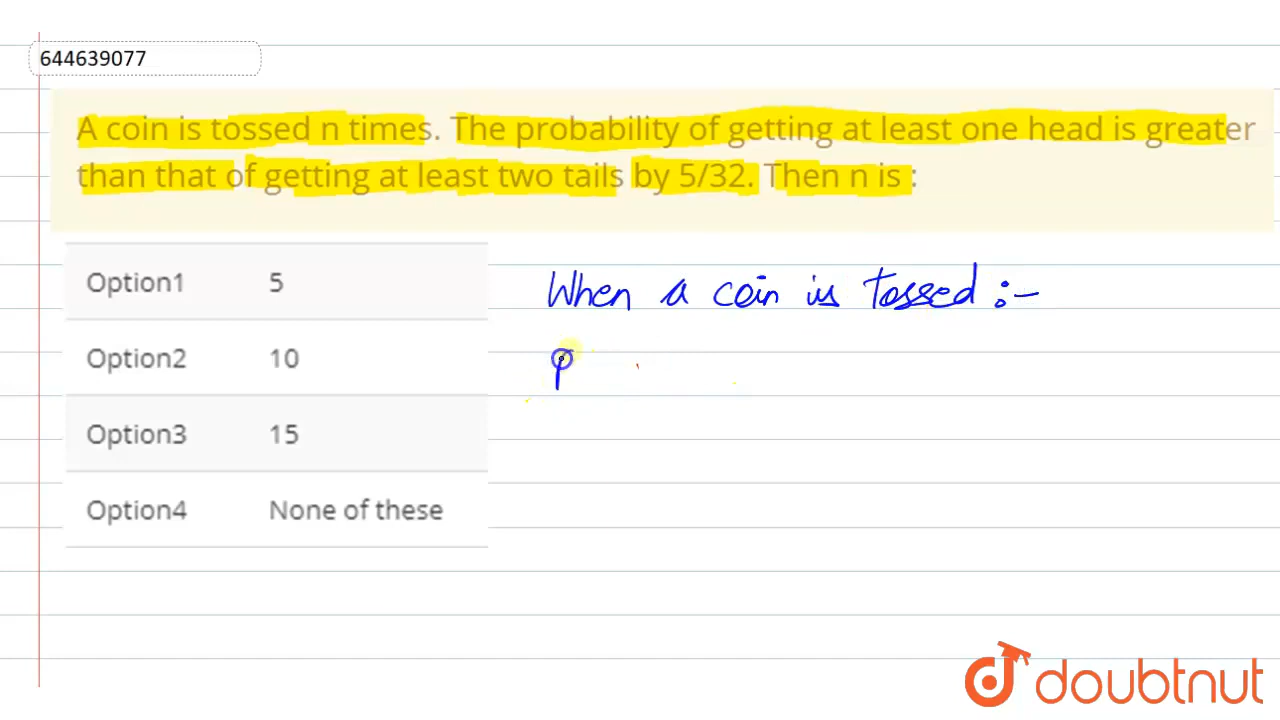 644639077
A coin is tossed n times. The probability of getting at least one head is greater
than that of getting at least two tails by 5/32. Then n is :
Option1 5
When a coin is tossed :-
Option2 10
P
Option3 15
Option4 None of these
doubtnut